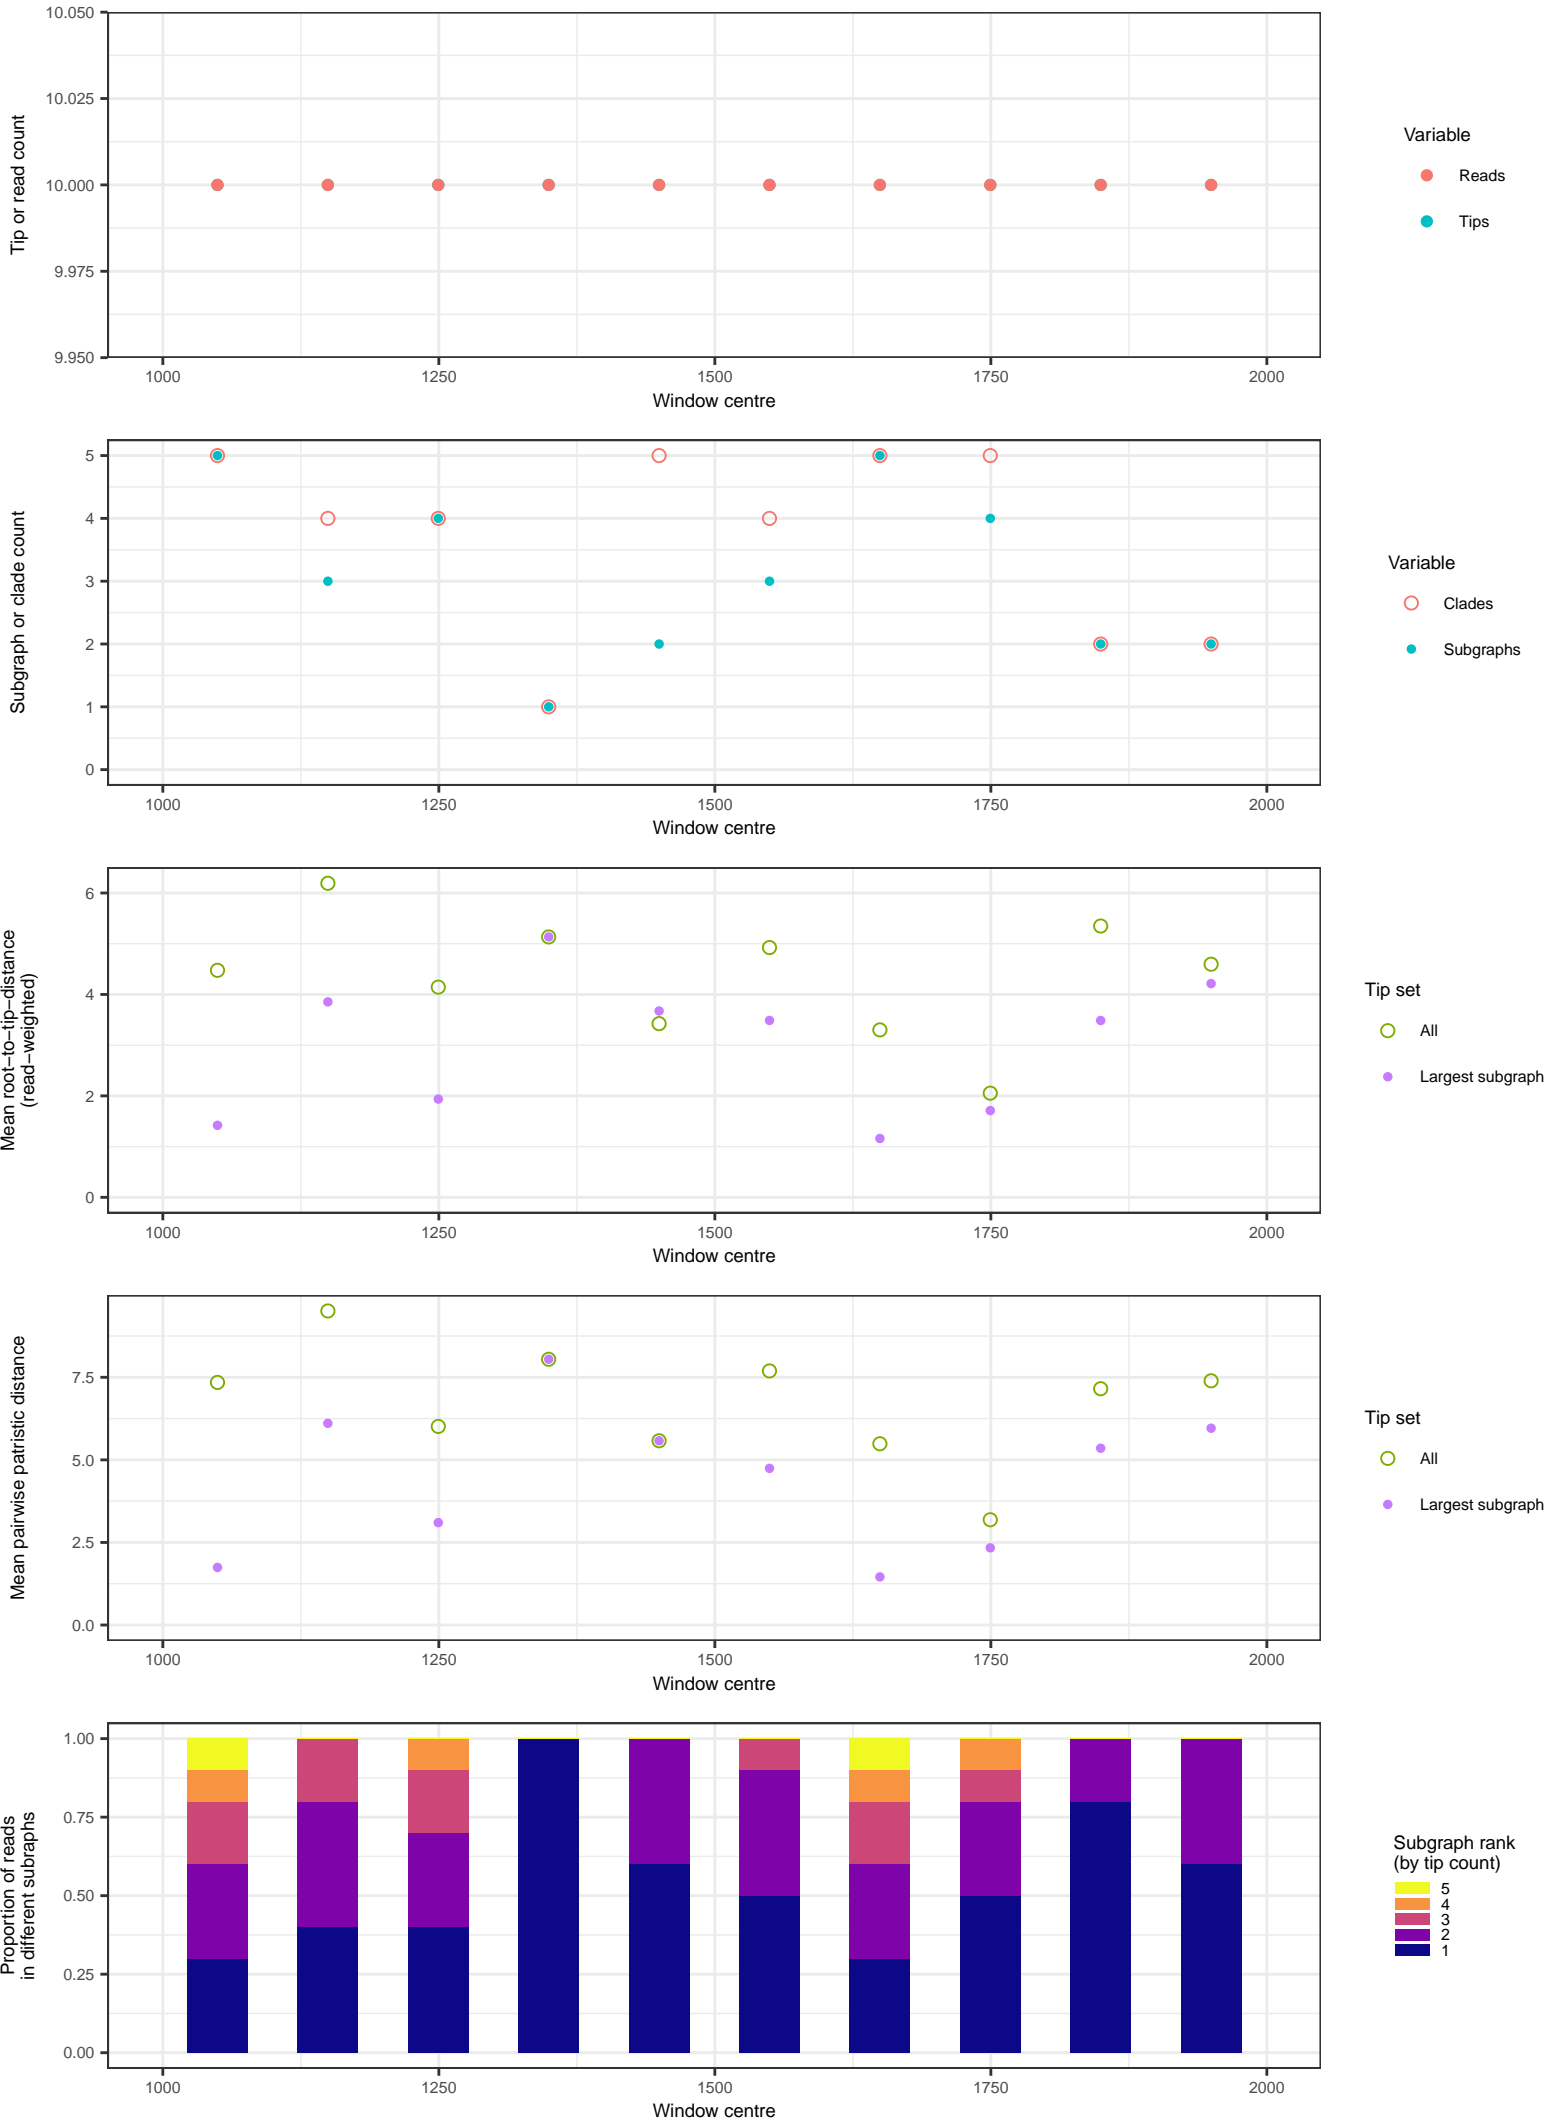 10.050
10.025
10.000
9.975
9.950
Tip or read count
1000 1250 1500 1750 2000
Window centre
Variable
Reads
Tips
5
4
3
2
1
0
Subgraph or clade count
1000 1250 1500 1750 2000
Window centre
Variable
Clades
Subgraphs
6
4
2
0
Mean root−to−tip−distance
(read−weighted)
1000 1250 1500 1750 2000
Window centre
Tip set
All
Largest subgraph
7.5
5.0
2.5
0.0
Mean pairwise patristic distance
1000 1250 1500 1750 2000
Window centre
Tip set
All
Largest subgraph
1.00
0.75
0.50
0.25
0.00
Proportion of reads
in different subraphs
1000 1250 1500 1750 2000
Window centre
Subgraph rank
(by tip count)
5
4
3
2
1